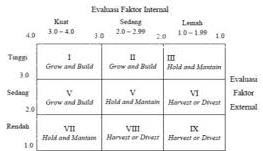 Evaluasi Faktor Internal
Kuat Sedang Lemah
4.0 3.0 – 4.0 3.0 2.0 – 2.99 2.0 1.0 – 1.99 1.0
Tinggi I II III
Grow and Build Grow and Build Hold and Mantain
3.0 Evaluasi
Sedang V V VI Faktor
Grow and Build Hold and Mantain Harvest or Divest External
2.0
Rendah VII VIII IX
Hold and Mantain Harvest or Divest Harvest or Divest
1.0